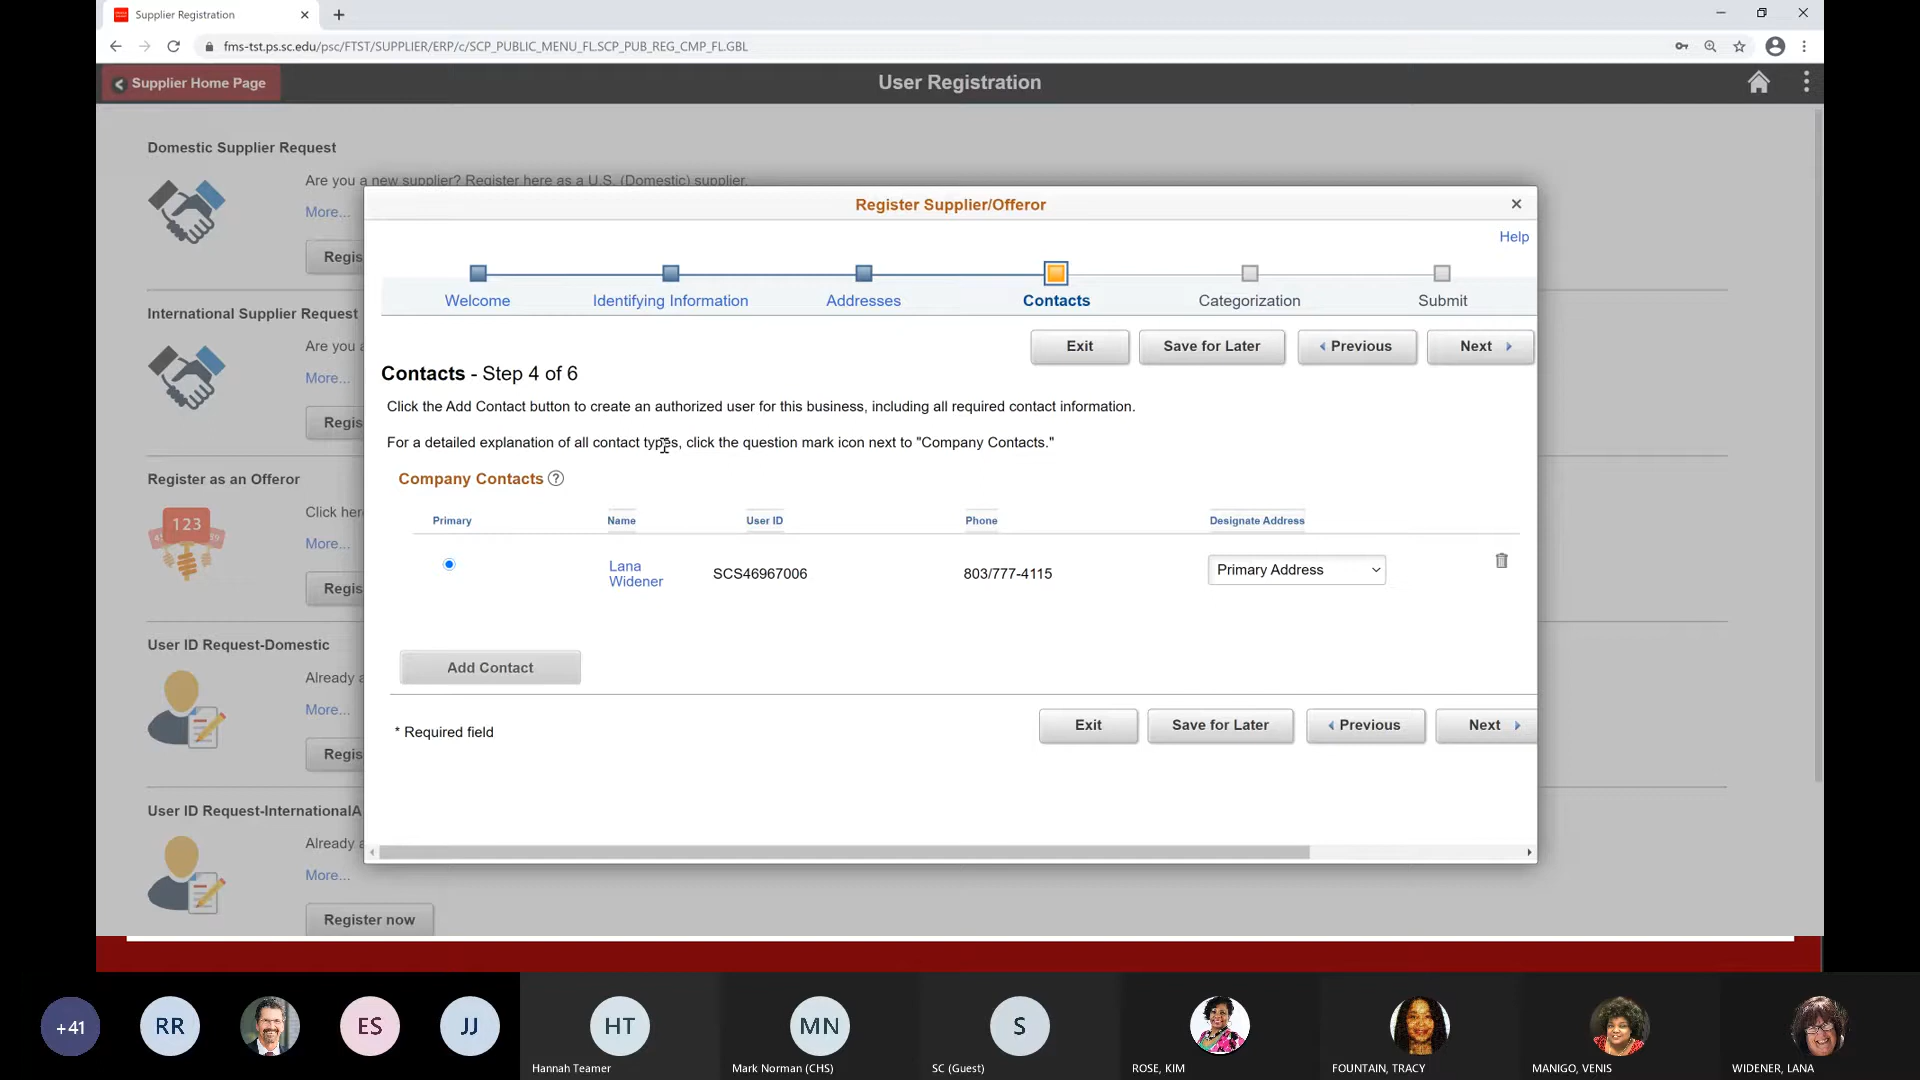 Supplier Registration
fms-tst.ps.sc.edu/psc/FTST/SUPPLIER/ERP/c/SCP_PUBLIC_MENU_FL.SCP_PUB_REG_CMP_FL.GBL
Supplier Home Page
User Registration
Domestic Supplier Request
Are you a new supplier? Register here as a U.S. (Domestic) supplier.
More...
Regis
International Supplier Request
Are you a
More...
Regis
Register as an Offeror
123
Click her
More...
Regis
User ID Request-Domestic
Already a
More...
Regis
User ID Request-InternationalA
Already a
More...
Register now
Register Supplier/Offeror
Help
Welcome
Identifying Information
Addresses
Contacts
Categorization
Submit
Exit
Save for Later
Previous
Next
Contacts - Step 4 of 6
Click the Add Contact button to create an authorized user for this business, including all required contact information.
For a detailed explanation of all contact types, click the question mark icon next to "Company Contacts."
Company Contacts ?
Primary Name User ID Phone Designate Address
Lana
Widener
SCS46967006
803/777-4115
Primary Address
Add Contact
* Required field
Exit
Save for Later
Previous
Next
+41
RR
ES
JJ
HT
MN
S
Hannah Teamer
Mark Norman (CHS)
SC (Guest)
ROSE, KIM
FOUNTAIN, TRACY
MANIGO, VENIS
WIDENER, LANA